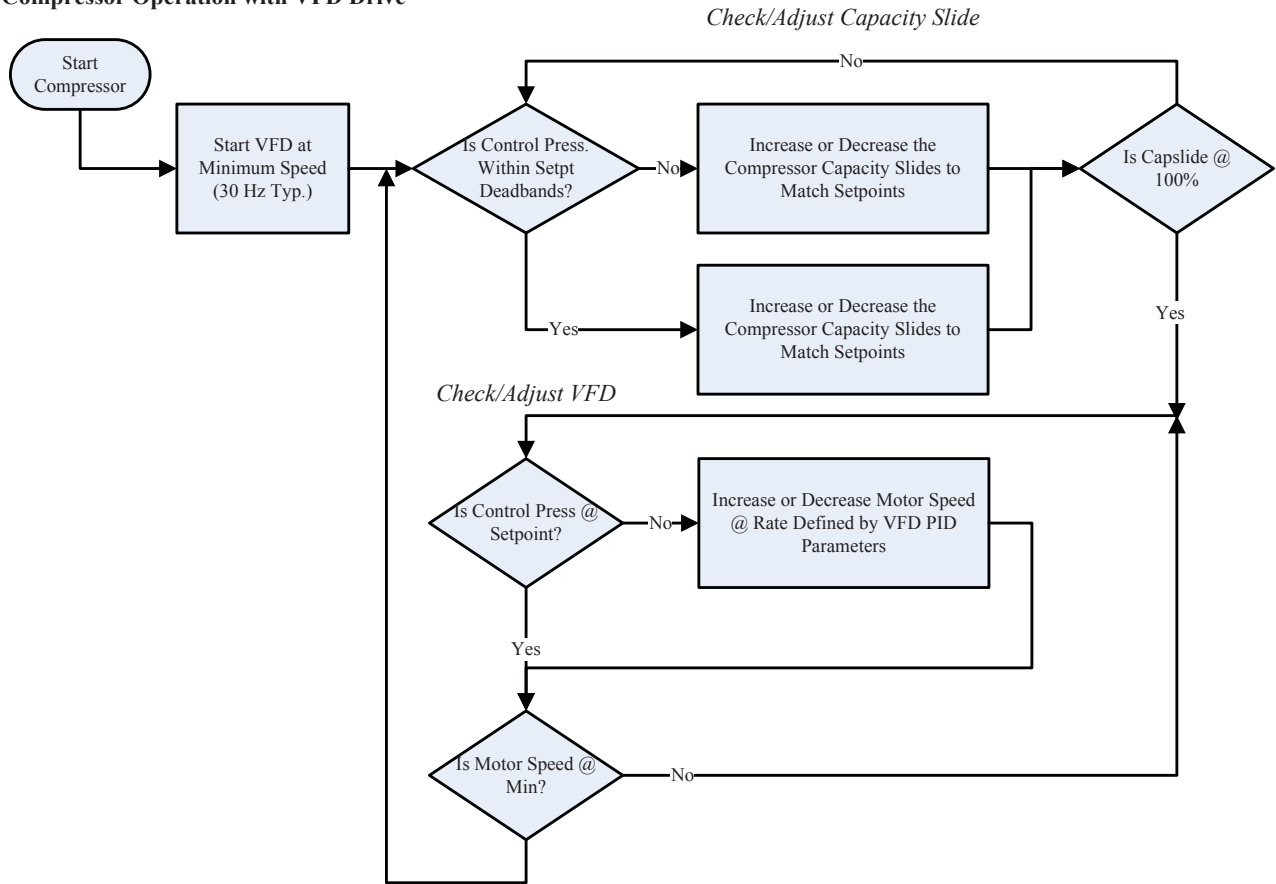 Compressor Operation with VFD Drive
Check/Adjust Capacity Slide
Start
Compressor
Start VFD at
Minimum Speed
(30 Hz Typ.)
Is Control Press.
Within Setpt
Deadbands?
No
No
Increase or Decrease the
Compressor Capacity Slides to
Match Setpoints
Is Capslide @
100%
Yes
Increase or Decrease the
Compressor Capacity Slides to
Match Setpoints
Yes
Check/Adjust VFD
Is Control Press @
Setpoint?
No
Increase or Decrease Motor Speed
@ Rate Defined by VFD PID
Parameters
Yes
Is Motor Speed @
Min?
No